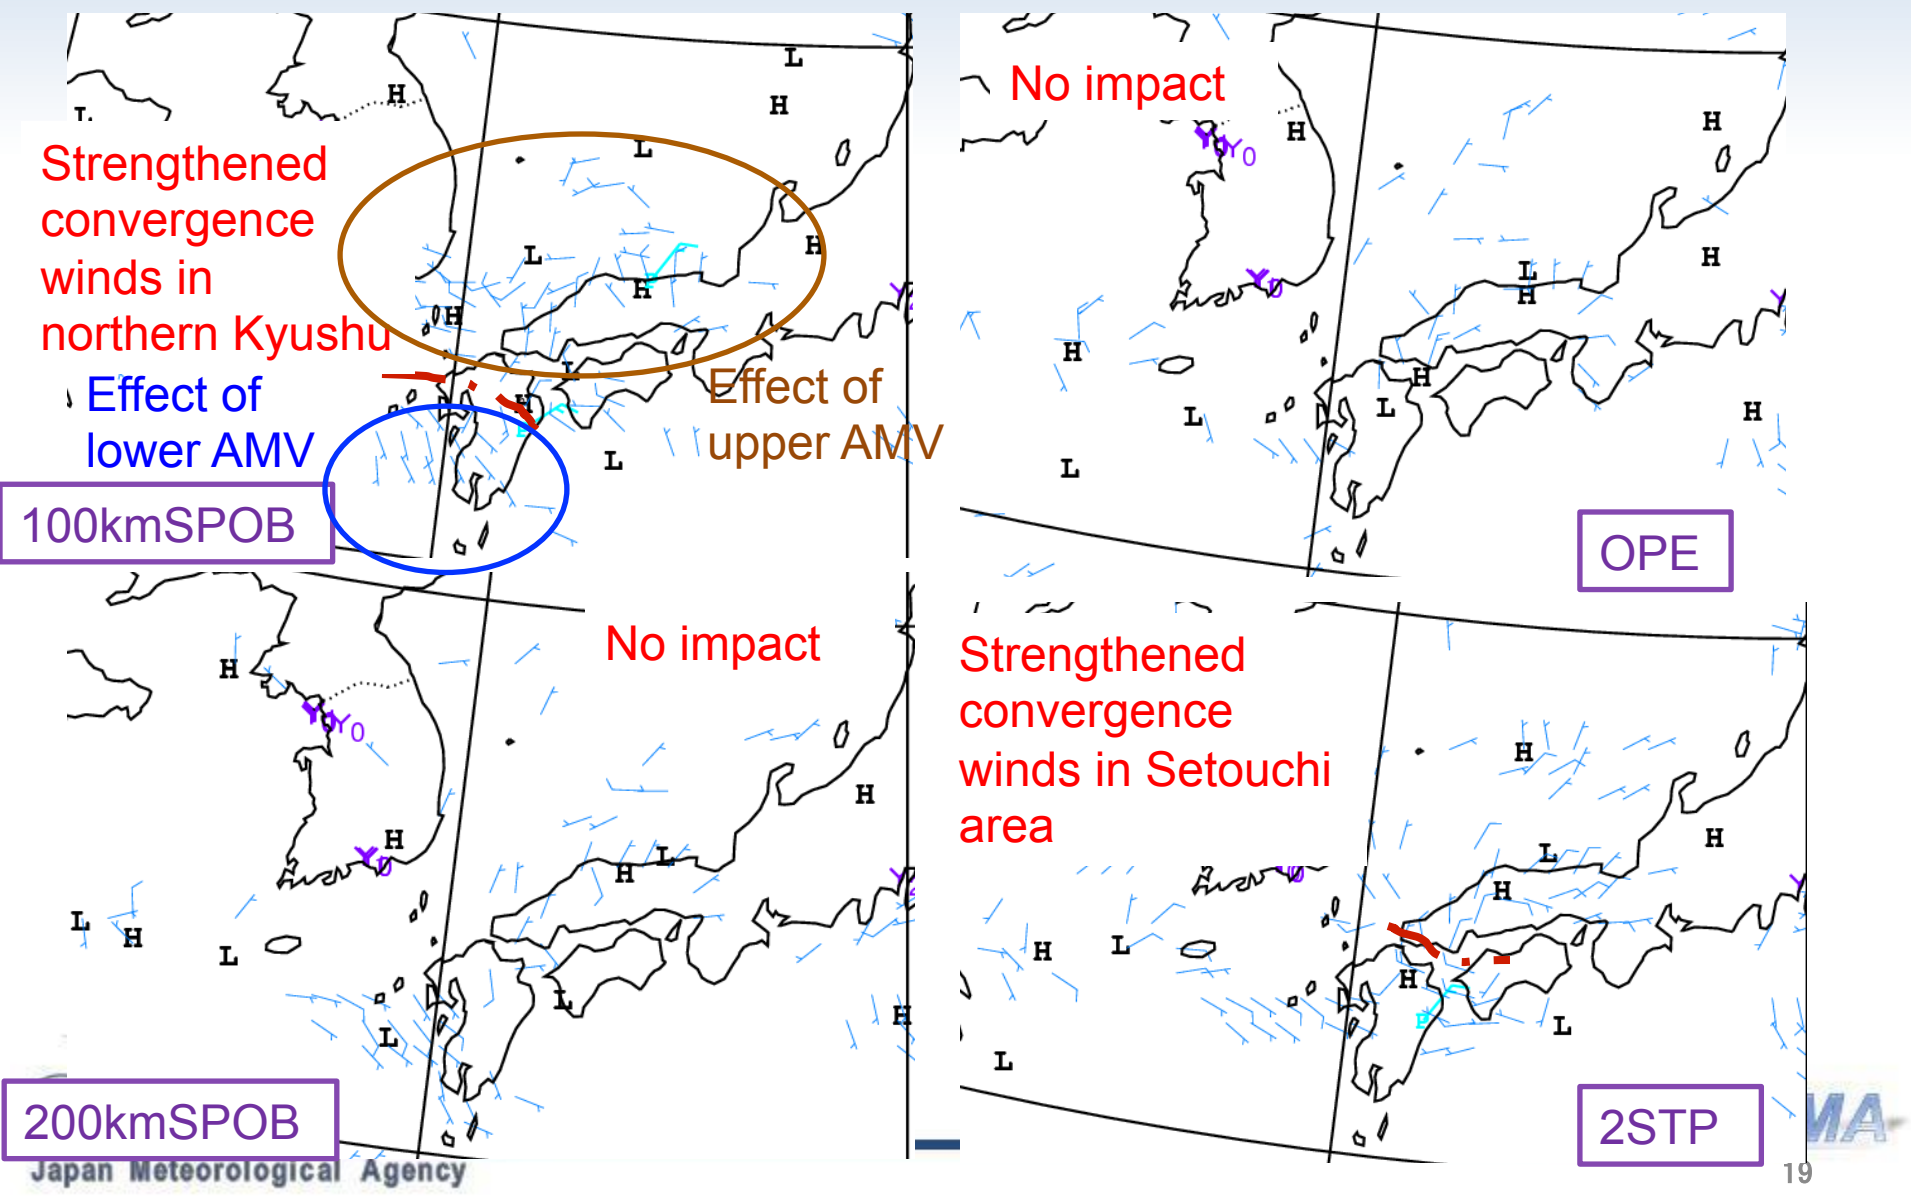 L
H
H
L
L
Strengthened
convergence
winds in
northern Kyushu
L
H
H
H
L
H
L
Effect of
lower AMV
Effect of
upper AMV
100kmSPOB
No impact
H
H
H
L
H
H
H
L
H
L
L
OPE
No impact
H
H
H
L
H
L
H
L
L
L
H
200kmSPOB
Strengthened
convergence
winds in Setouchi
area
H
H
L
H
H
L
H
L
L
2STP
MA
Japan Meteorological Agency
19